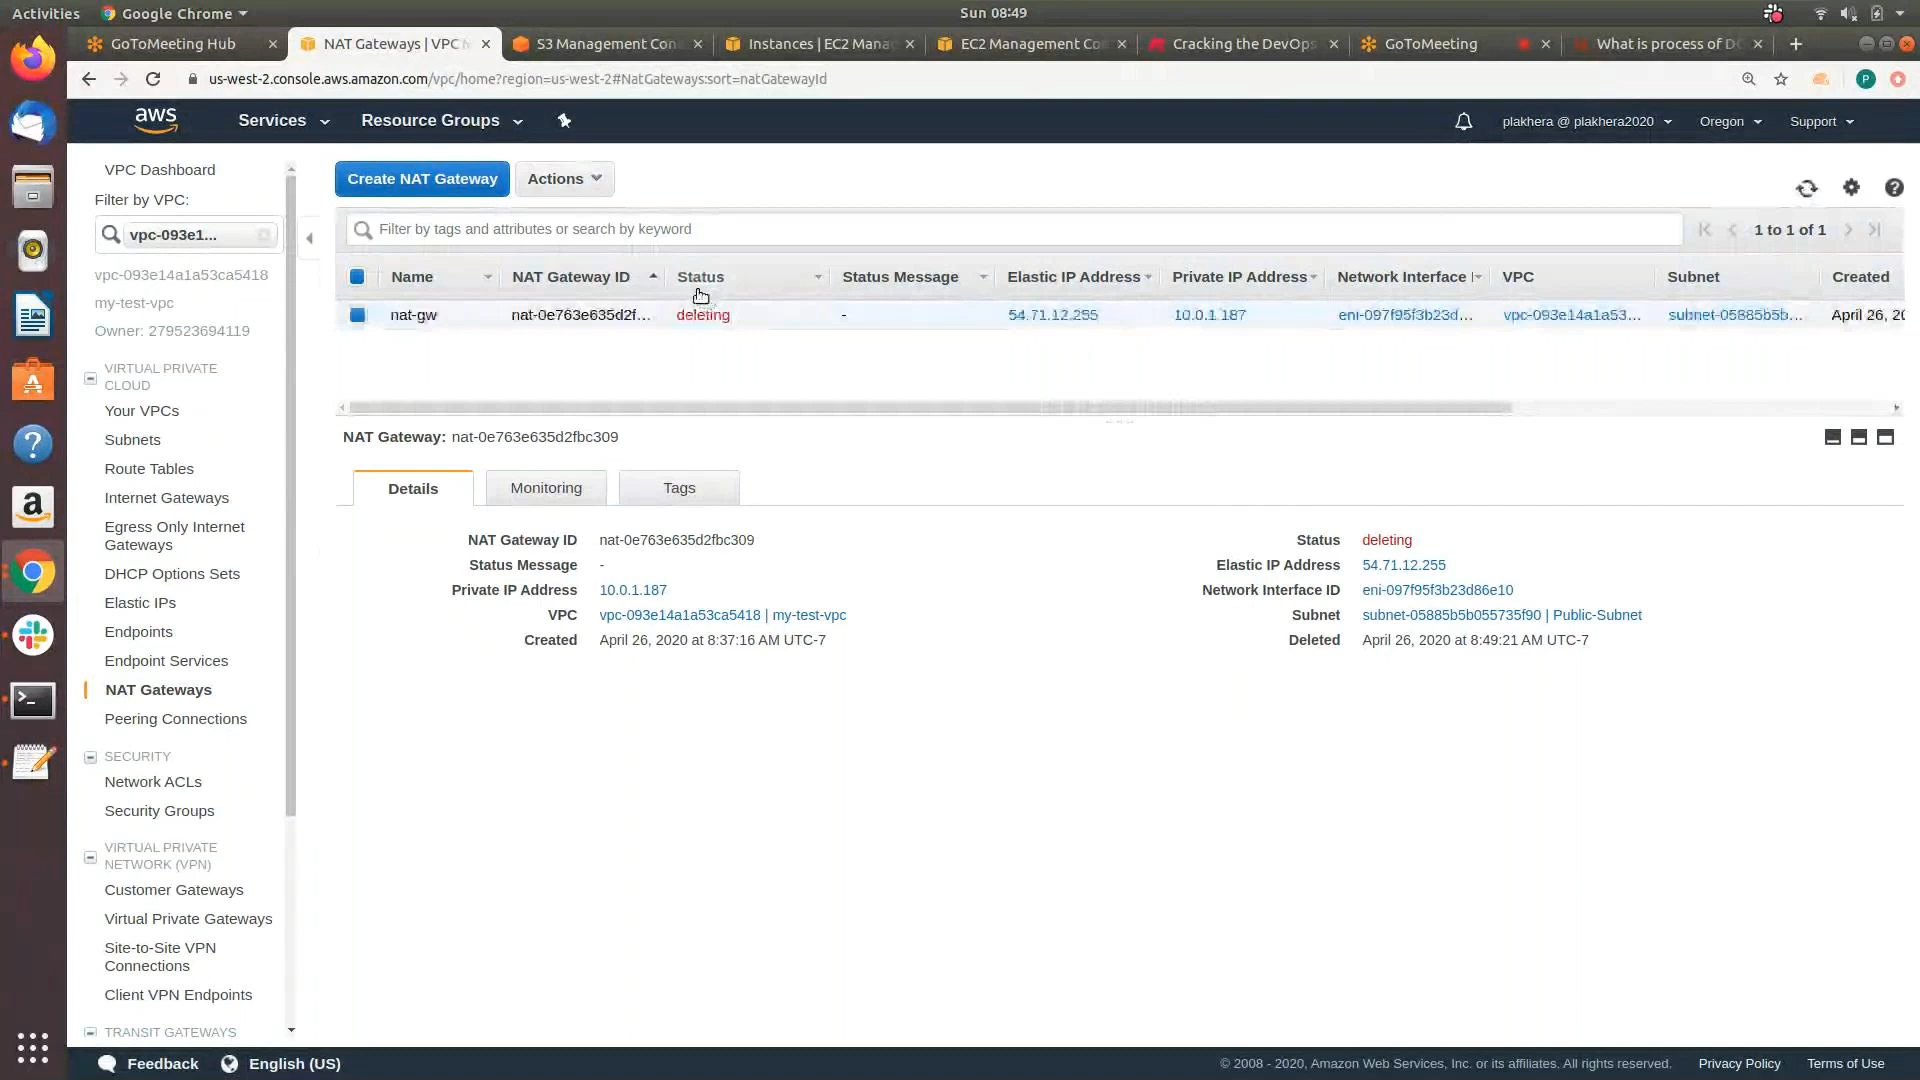 Activities
Google Chrome
Sun 08:49
GoToMeeting Hub
NAT Gateways | VPC
S3 Management Con
Instances | EC2 Mana
EC2 Management Co
Cracking the DevOps
GoToMeeting
What is process of
us-west-2.console.aws.amazon.com/vpc/home?region=us-west-2#NatGateways:sort=natGatewayId
P
aws
Services
Resource Groups
plakhera @ plakhera2020
Oregon
Support
VPC Dashboard
Filter by VPC:
vpc-093e1...
vpc-093e14a1a53ca5418
my-test-vpc
Owner: 279523694119
VIRTUAL PRIVATE
CLOUD
Your VPCs
Subnets
Route Tables
Internet Gateways
Egress Only Internet
Gateways
DHCP Options Sets
Elastic IPs
Endpoints
Endpoint Services
NAT Gateways
Peering Connections
SECURITY
Network ACLs
Security Groups
VIRTUAL PRIVATE
NETWORK (VPN)
Customer Gateways
Virtual Private Gateways
Site-to-Site VPN
Connections
Client VPN Endpoints
TRANSIT GATEWAYS
Create NAT Gateway
Actions
Filter by tags and attributes or search by keyword
1 to 1 of 1
Name
NAT Gateway ID
Status
Status Message
Elastic IP Address
Private IP Address
Network Interface I
VPC
Subnet
Created
nat-gw
nat-0e763e635d2f...
deleting
-
54.71.12.255
10.0.1.187
eni-097f95f3b23d...
vpc-093e14a1a53...
subnet-05885b5b...
April 26, 20
NAT Gateway: nat-0e763e635d2fbc309
Details
Monitoring
Tags
NAT Gateway ID nat-0e763e635d2fbc309
Status deleting
Status Message -
Elastic IP Address 54.71.12.255
Private IP Address 10.0.1.187
Network Interface ID eni-097f95f3b23d86e10
VPC vpc-093e14a1a53ca5418 | my-test-vpc
Subnet subnet-05885b5b055735f90 | Public-Subnet
Created April 26, 2020 at 8:37:16 AM UTC-7
Deleted April 26, 2020 at 8:49:21 AM UTC-7
Feedback
English (US)
© 2008 - 2020, Amazon Web Services, Inc. or its affiliates. All rights reserved.
Privacy Policy
Terms of Use